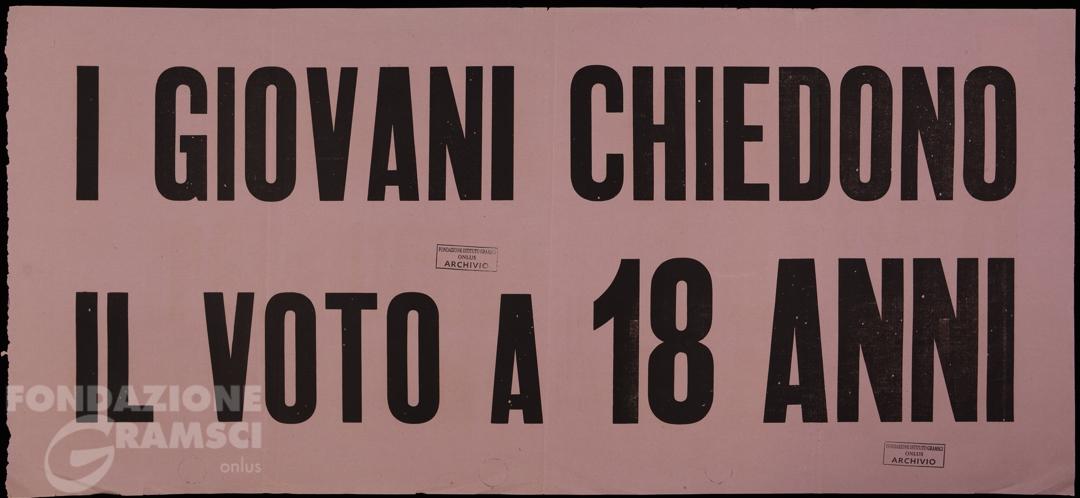 I GIOVANI CHIEDONO
FONDAZIONE ISTITUTO GRAMSCI
ONLUS
ARCHIVIO
IL VOTO A 18 ANNI
FONDAZIONE
GRAMSCI
onlus
FONDAZIONE ISTITUTO GRAMSCI
ONLUS
ARCHIVIO